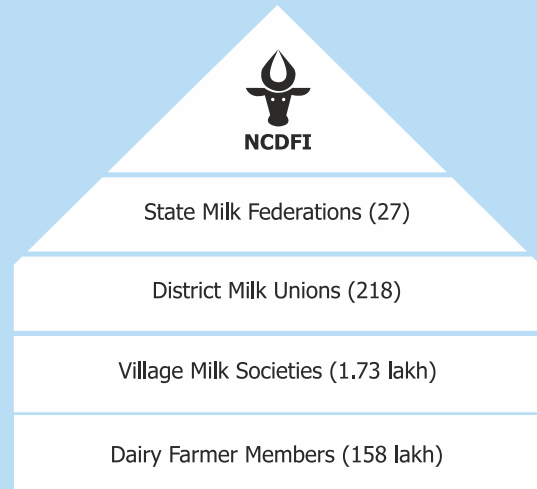 NCDFI
State Milk Federations (27)
District Milk Unions (218)
Village Milk Societies (1.73 lakh)
Dairy Farmer Members (158 lakh)